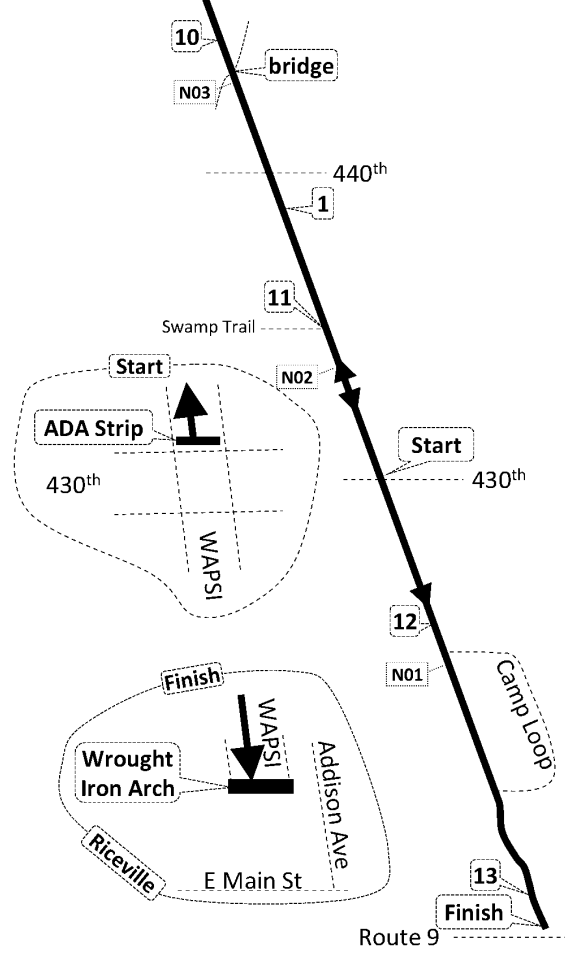 10
bridge
N03
440th
1
11
Swamp Trail
N02
Start
ADA Strip
430th
WAPSI
Start
430th
12
N01
Camp Loop
Finish
WAPSI
Wrought
Iron Arch
Addison Ave
Riceville
E Main St
13
Finish
Route 9